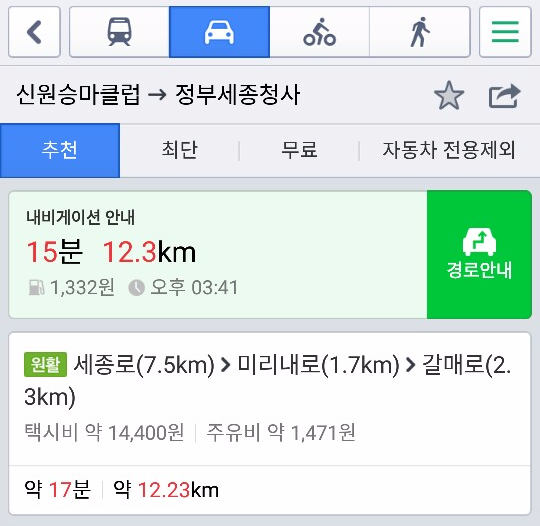 신원승마클럽 → 정부세종청사
추천 최단 무료 자동차 전용제외
내비게이션 안내
15분 12.3km
1,332원 오후 03:41
경로안내
원활 세종로(7.5km) > 미리내로(1.7km) > 갈매로(2.
3km)
택시비 약 14,400원 주유비 약 1,471원
약 17분 약 12.23km